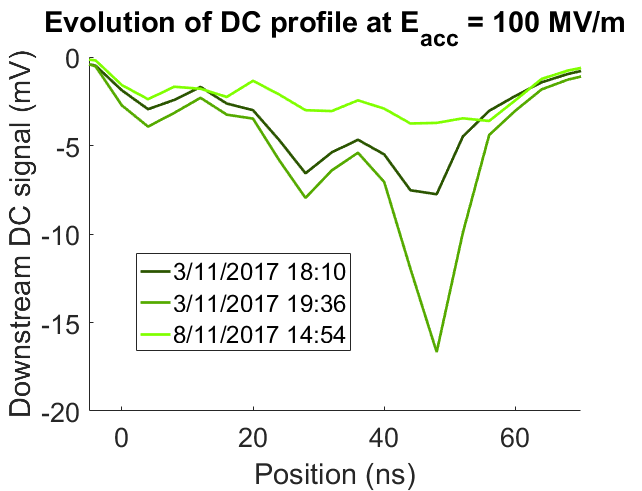 Evolution of DC profile at E_acc = 100 MV/m
Downstream DC signal (mV)
0
-5
-10
-15
-20
3/11/2017 18:10
3/11/2017 19:36
8/11/2017 14:54
0 20 40 60
Position (ns)